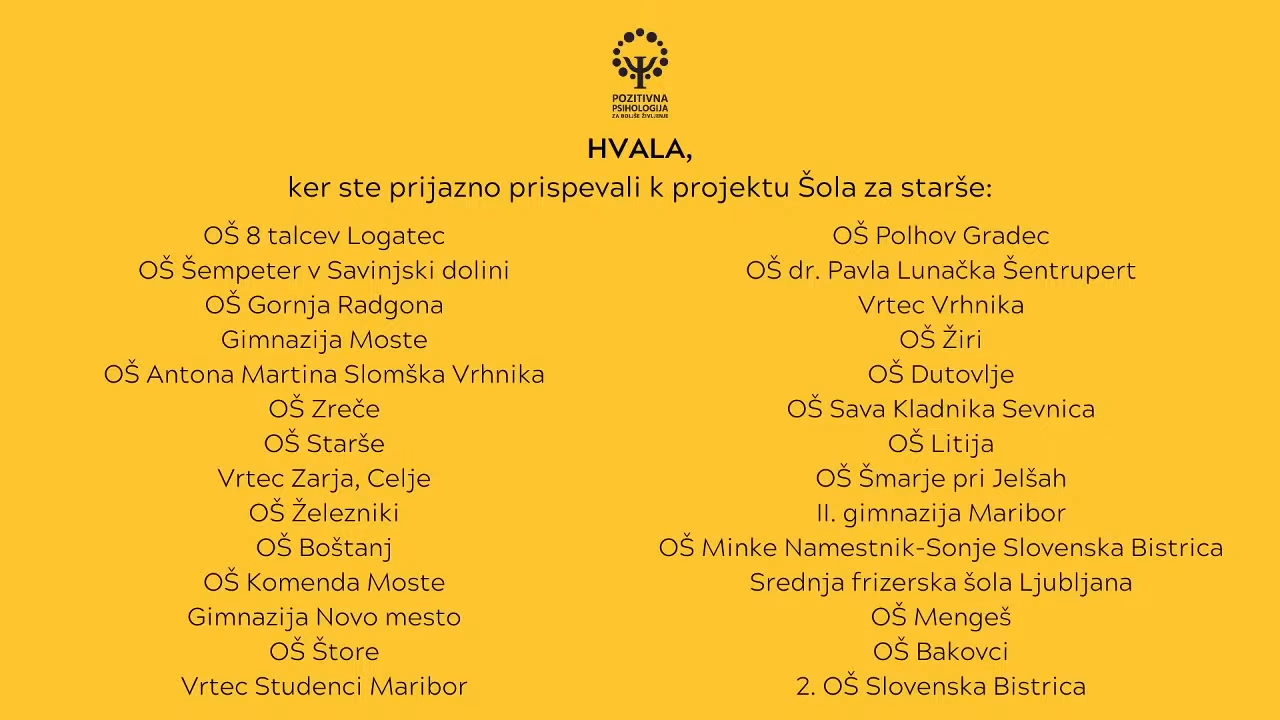 POZITIVNA
PSIHOLOGIJA
ZA BOLJŠE ŽIVLJENJE
HVALA,
ker ste prijazno prispevali k projektu Šola za starše:
OŠ 8 talcev Logatec
OŠ Šempeter v Savinjski dolini
OŠ Gornja Radgona
Gimnazija Moste
OŠ Antona Martina Slomška Vrhnika
OŠ Zreče
OŠ Starše
Vrtec Zarja, Celje
OŠ Železniki
OŠ Boštanj
OŠ Komenda Moste
Gimnazija Novo mesto
OŠ Štore
Vrtec Studenci Maribor
OŠ Polhov Gradec
OŠ dr. Pavla Lunačka Šentrupert
Vrtec Vrhnika
OŠ Žiri
OŠ Dutovlje
OŠ Sava Kladnika Sevnica
OŠ Litija
OŠ Šmarje pri Jelšah
II. gimnazija Maribor
OŠ Minke Namestnik-Sonje Slovenska Bistrica
Srednja frizerska šola Ljubljana
OŠ Mengeš
OŠ Bakovci
2. OŠ Slovenska Bistrica